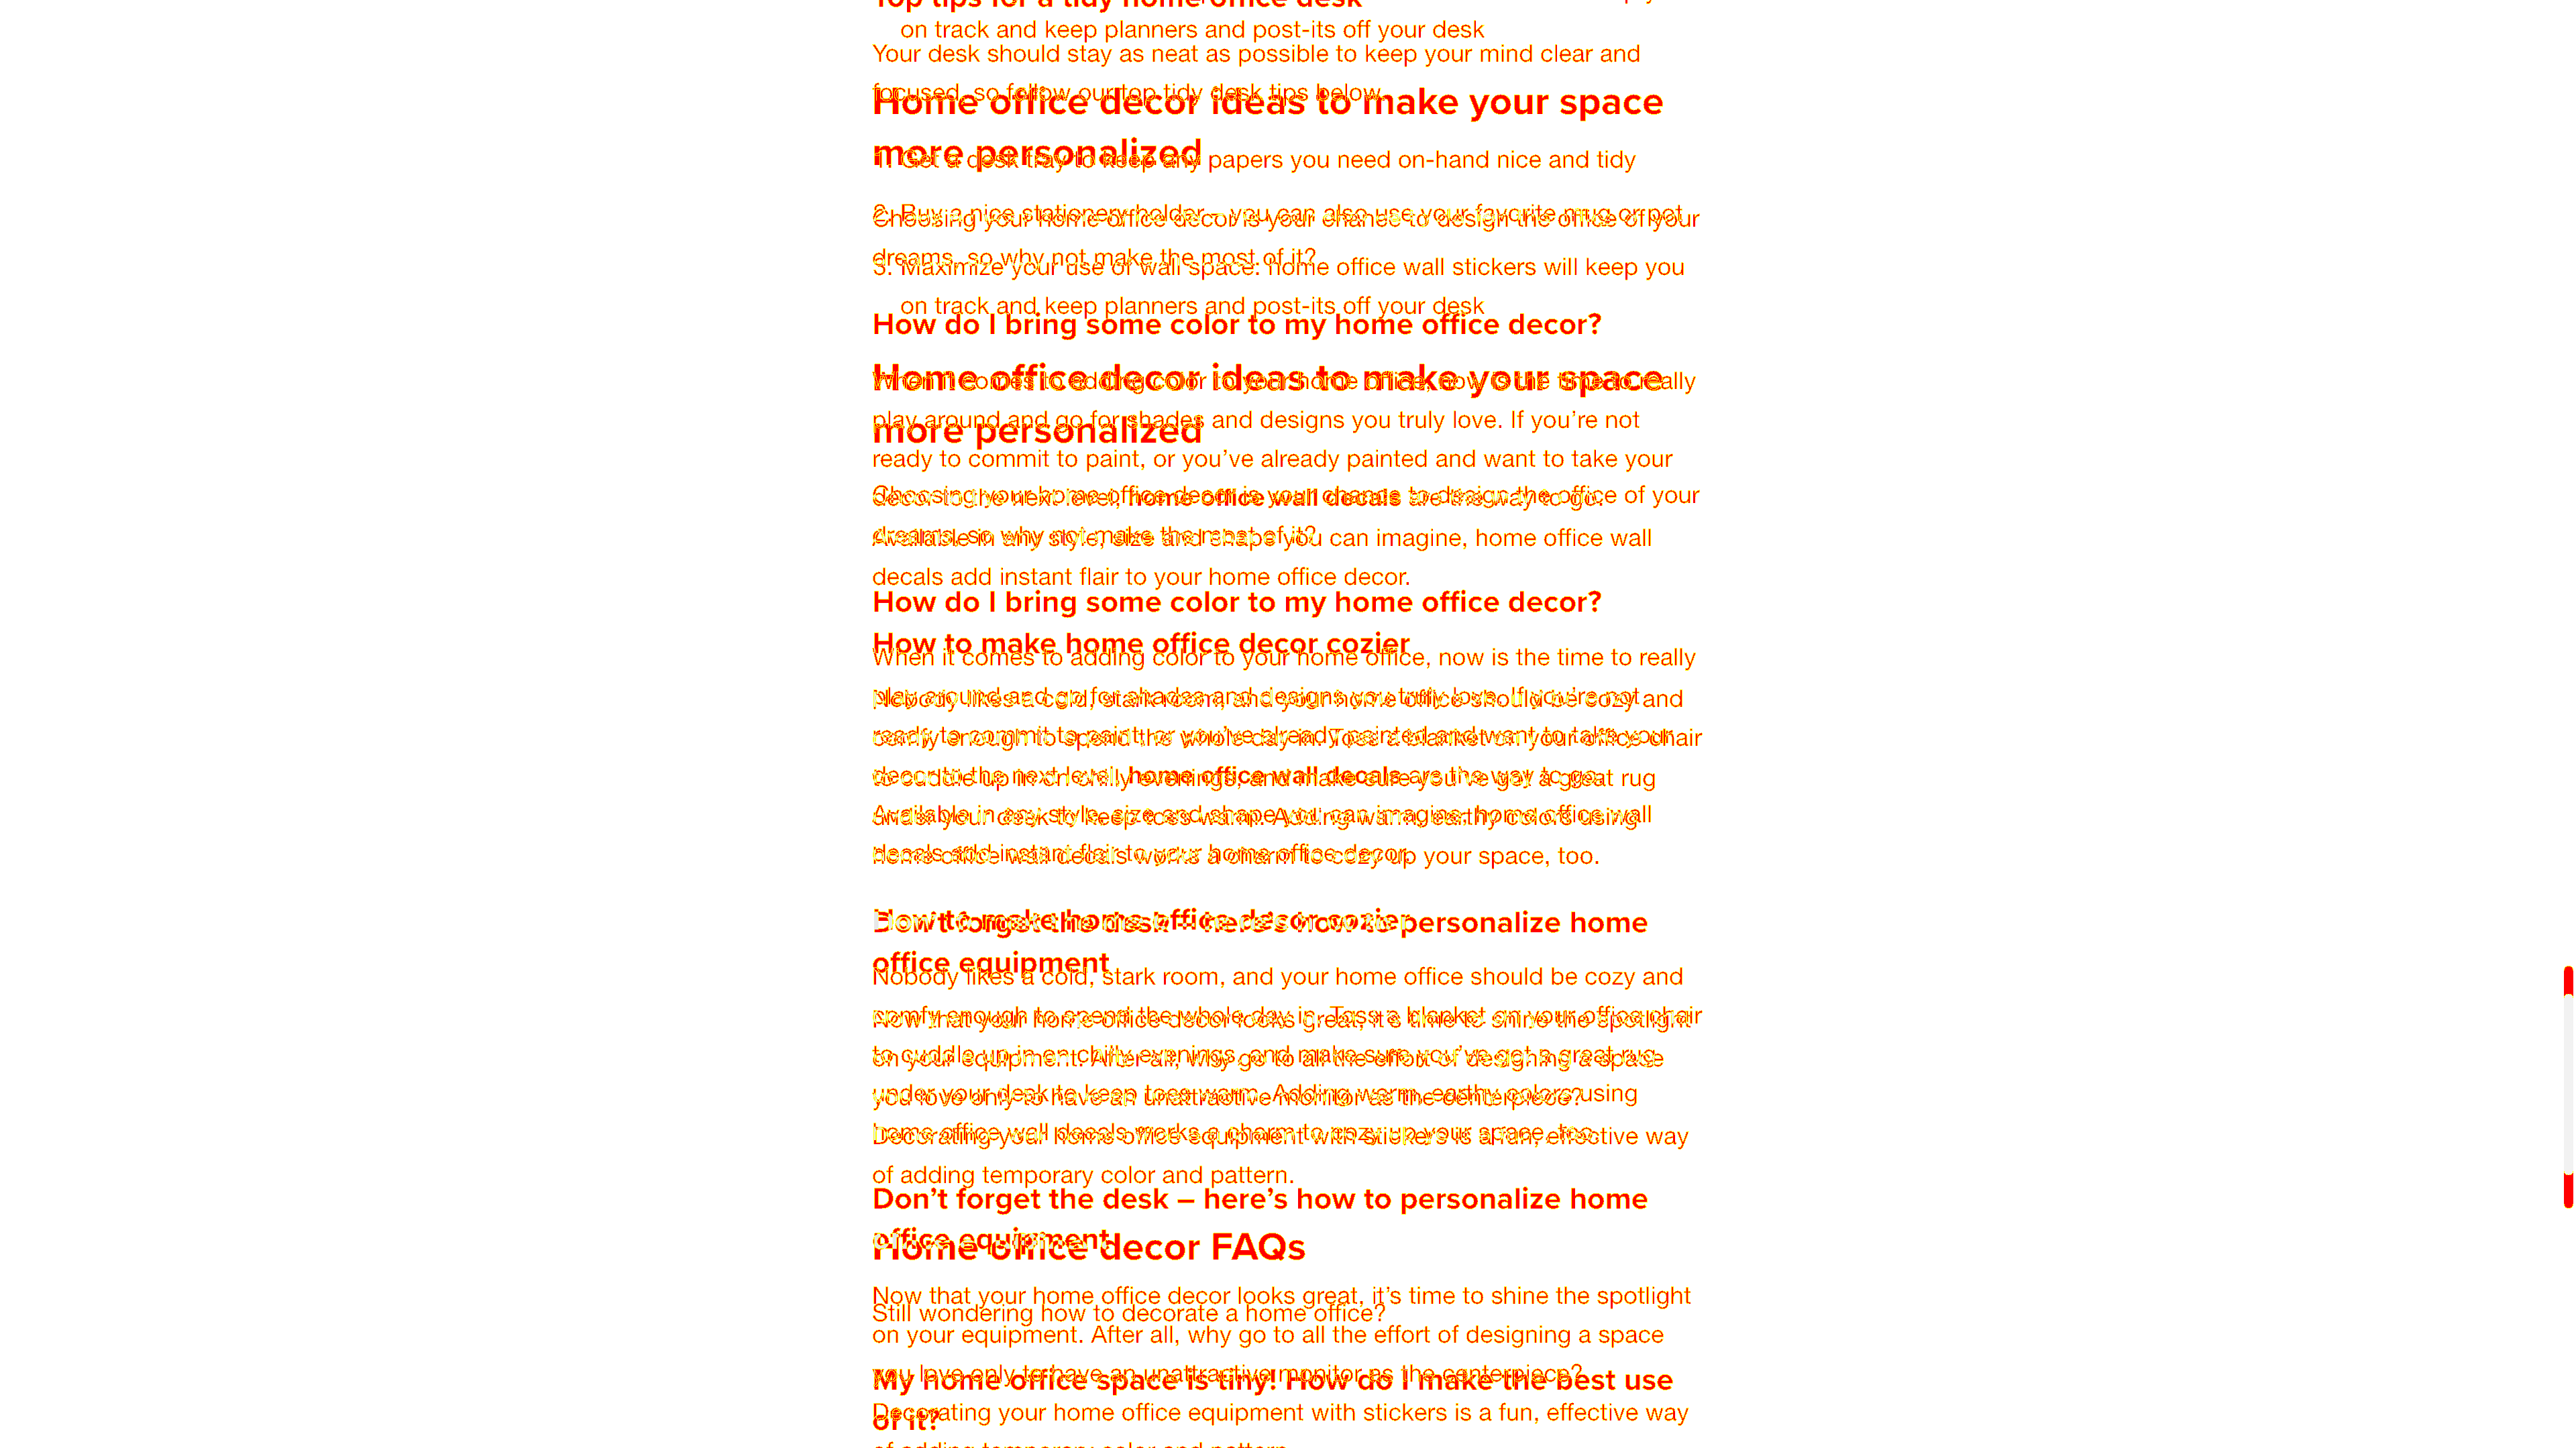 Top tips for a tidy home office desk
on track and keep planners and post-its off your desk
Your desk should stay as neat as possible to keep your mind clear and
focused, so follow our top tidy desk tips below.
Home office decor ideas to make your space
more personalized
1. Get a desk tray to keep any papers you need on-hand nice and tidy
2. Buy a nice stationery holder – you can also use your favorite mug or pot
Choosing your home office decor is your chance to design the office of your
dreams, so why not make the most of it?
3. Maximize your use of wall space: home office wall stickers will keep you
on track and keep planners and post-its off your desk
How do I bring some color to my home office decor?
Home office decor ideas to make your space
When it comes to adding color to your home office, now is the time to really
play around and go for shades and designs you truly love. If you’re not
more personalized
ready to commit to paint, or you’ve already painted and want to take your
Choosing your home office decor is your chance to design the office of your
decor to the next level, home office wall decals are the way to go.
dreams, so why not make the most of it?
Available in any style, size and shape you can imagine, home office wall
decals add instant flair to your home office decor.
How do I bring some color to my home office decor?
How to make home office decor cozier
When it comes to adding color to your home office, now is the time to really
play around and go for shades and designs you truly love. If you’re not
Nobody likes a cold, stark room, and your home office should be cozy and
ready to commit to paint, or you’ve already painted and want to take your
comfy enough to spend the whole day in. Toss a blanket on your office chair
decor to the next level, home office wall decals are the way to go.
to cuddle up in on chilly evenings, and make sure you’ve got a great rug
Available in any style, size and shape you can imagine, home office wall
under your desk to keep toes warm. Adding warm, earthy colors using
decals add instant flair to your home office decor.
home office wall decals works a charm to cozy up your space, too.
How to make home office decor cozier
Don’t forget the desk – here’s how to personalize home
office equipment
Nobody likes a cold, stark room, and your home office should be cozy and
comfy enough to spend the whole day in. Toss a blanket on your office chair
Now that your home office decor looks great, it’s time to shine the spotlight
to cuddle up in on chilly evenings, and make sure you’ve got a great rug
on your equipment. After all, why go to all the effort of designing a space
under your desk to keep toes warm. Adding warm, earthy colors using
you love only to have an unattractive monitor as the centerpiece?
home office wall decals works a charm to cozy up your space, too.
Decorating your home office equipment with stickers is a fun, effective way
of adding temporary color and pattern.
Don’t forget the desk – here’s how to personalize home
office equipment
Home office decor FAQs
Now that your home office decor looks great, it’s time to shine the spotlight
Still wondering how to decorate a home office?
on your equipment. After all, why go to all the effort of designing a space
you love only to have an unattractive monitor as the centerpiece?
My home office space is tiny! How do I make the best use
Decorating your home office equipment with stickers is a fun, effective way
of it?
of adding temporary color and pattern.